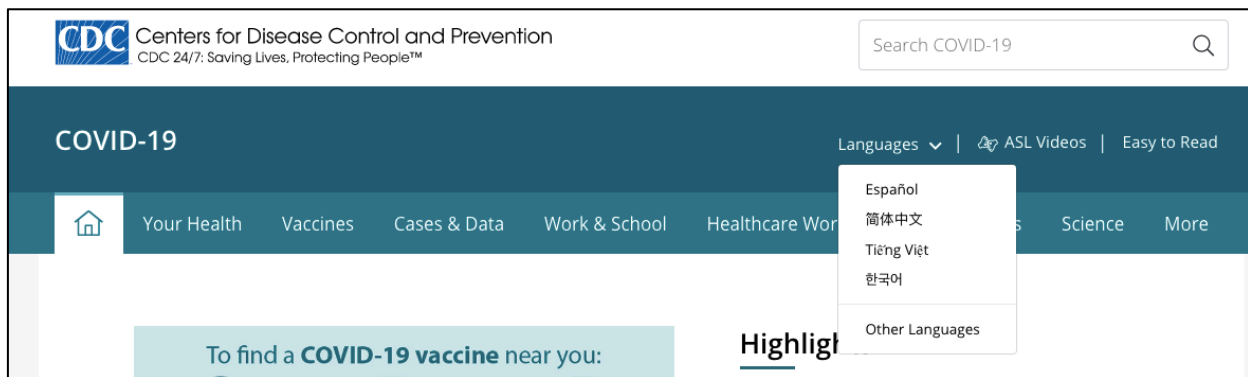 CDC Centers for Disease Control and Prevention
CDC 24/7: Saving Lives, Protecting People™
Search COVID-19
COVID-19
Languages | ASL Videos | Easy to Read
Español
简体中文
Tiếng Việt
한국어
Other Languages
Your Health Vaccines Cases & Data Work & School Healthcare Wor s Science More
To find a COVID-19 vaccine near you:
Highligh